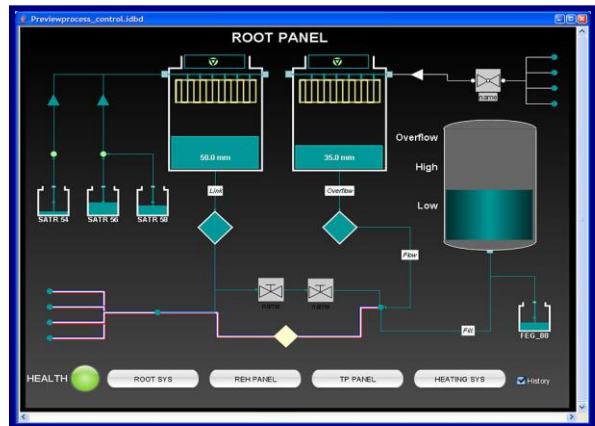 Previewprocess_control.idbd
ROOT PANEL
name
Overflow
High
Low
50.0 mm
35.0 mm
Link
Overflow
SATR 54
SATR 56
SATR 58
Flow
name
name
Fill
FEG_88
HEALTH
ROOT SYS
REH PANEL
TP PANEL
HEATING SYS
History